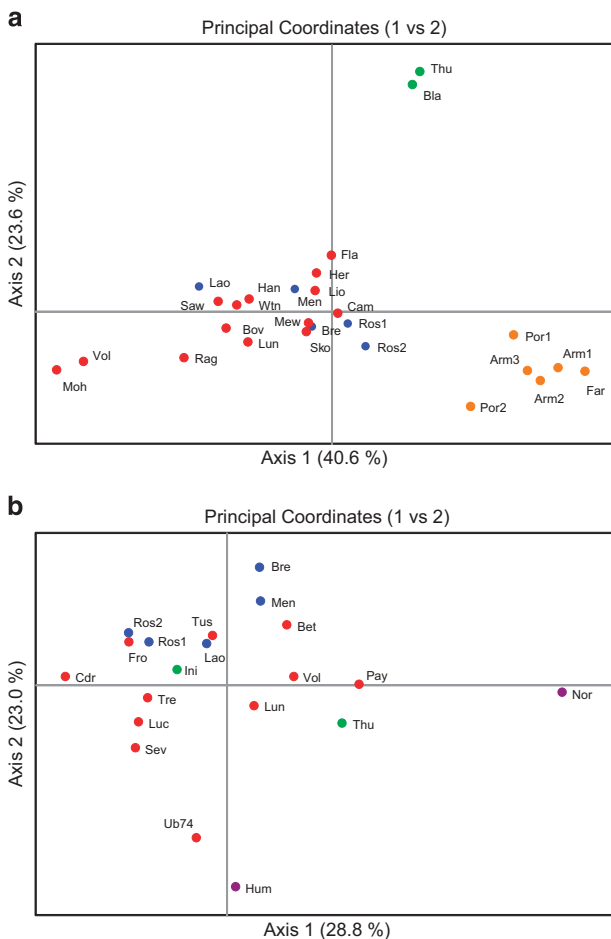 a
Principal Coordinates (1 vs 2)
Thu
Bla
Fla
Her
Lao
Han
Lio
Men
Saw
Wtn
Cam
Mew
Bre
Ros1
Bov
Por1
Lun
Sko
Ros2
Vol
Rag
Arm3
Arm1
Moh
Far
Arm2
Por2
Axis 2 (23.6 %)
Axis 1 (40.6 %)
b
Principal Coordinates (1 vs 2)
Bre
Men
Ros2
Tus
Bet
Ros1
Fro
Lao
Ini
Cdr
Vol
Pay
Nor
Tre
Lun
Luc
Thu
Sev
Ub74
Hum
Axis 2 (23.0 %)
Axis 1 (28.8 %)